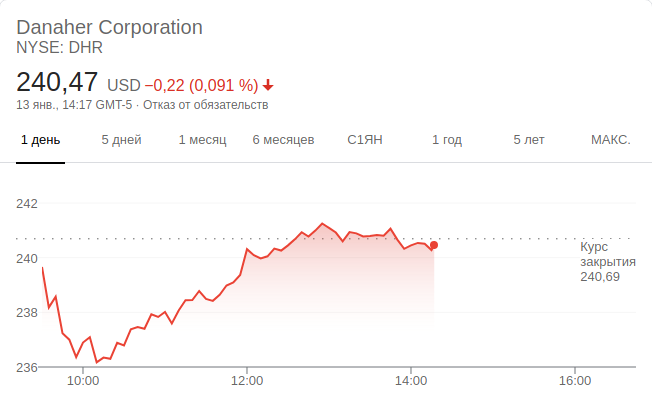 Danaher Corporation
NYSE: DHR
240,47 USD −0,22 (0,091 %)
13 янв., 14:17 GMT-5 · Отказ от обязательств
1 день 5 дней 1 месяц 6 месяцев С1ЯН 1 год 5 лет МАКС.
242
240
238
236
Курс
закрытия
240,69
10:00 12:00 14:00 16:00